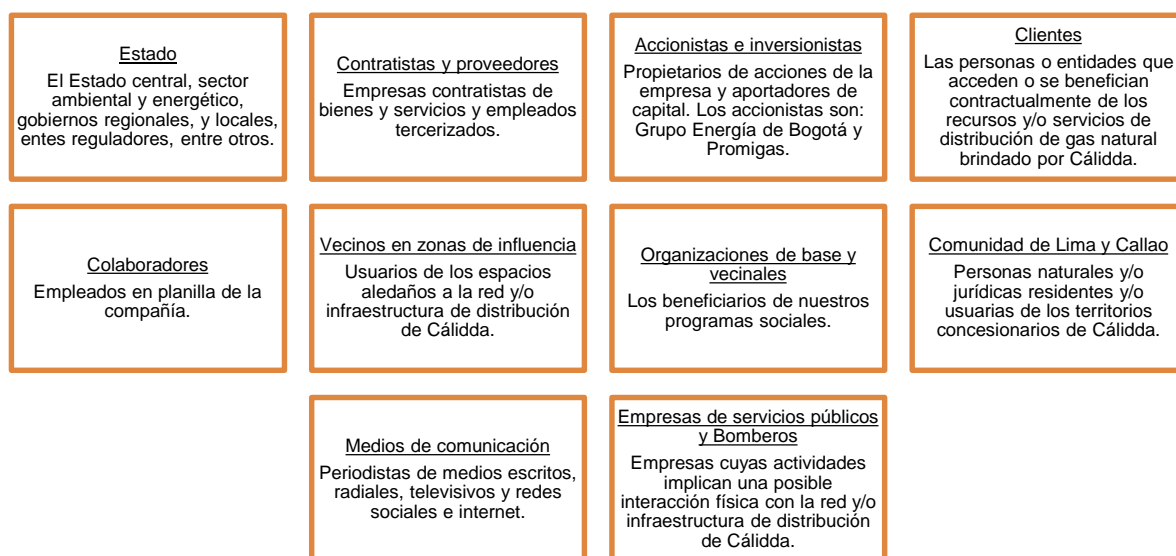 Estado
El Estado central, sector
ambiental y energético,
gobiernos regionales, y locales,
entes reguladores, entre otros.
Contratistas y proveedores
Empresas contratistas de
bienes y servicios y empleados
tercerizados.
Accionistas e inversionistas
Propietarios de acciones de la
empresa y aportadores de
capital. Los accionistas son:
Grupo Energía de Bogotá y
Promigas.
Clientes
Las personas o entidades que
acceden o se benefician
contractualmente de los
recursos y/o servicios de
distribución de gas natural
brindado por Cálidda.
Colaboradores
Empleados en planilla de la
compañía.
Vecinos en zonas de influencia
Usuarios de los espacios
aledaños a la red y/o
infraestructura de distribución
de Cálidda.
Organizaciones de base y
vecinales
Los beneficiarios de nuestros
programas sociales.
Comunidad de Lima y Callao
Personas naturales y/o
jurídicas residentes y/o
usuarias de los territorios
concesionarios de Cálidda.
Medios de comunicación
Periodistas de medios escritos,
radiales, televisivos y redes
sociales e internet.
Empresas de servicios públicos
y Bomberos
Empresas cuyas actividades
implican una posible
interacción física con la red y/o
infraestructura de distribución
de Cálidda.